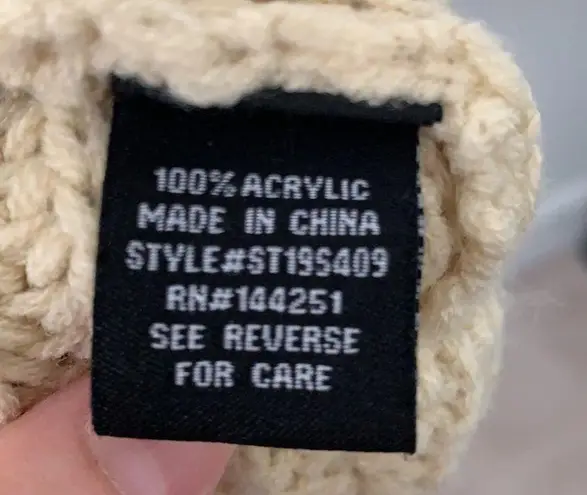 100% ACRYLIC
MADE IN CHINA
STYLE#ST19S409
RN#144251
SEE REVERSE
FOR CARE